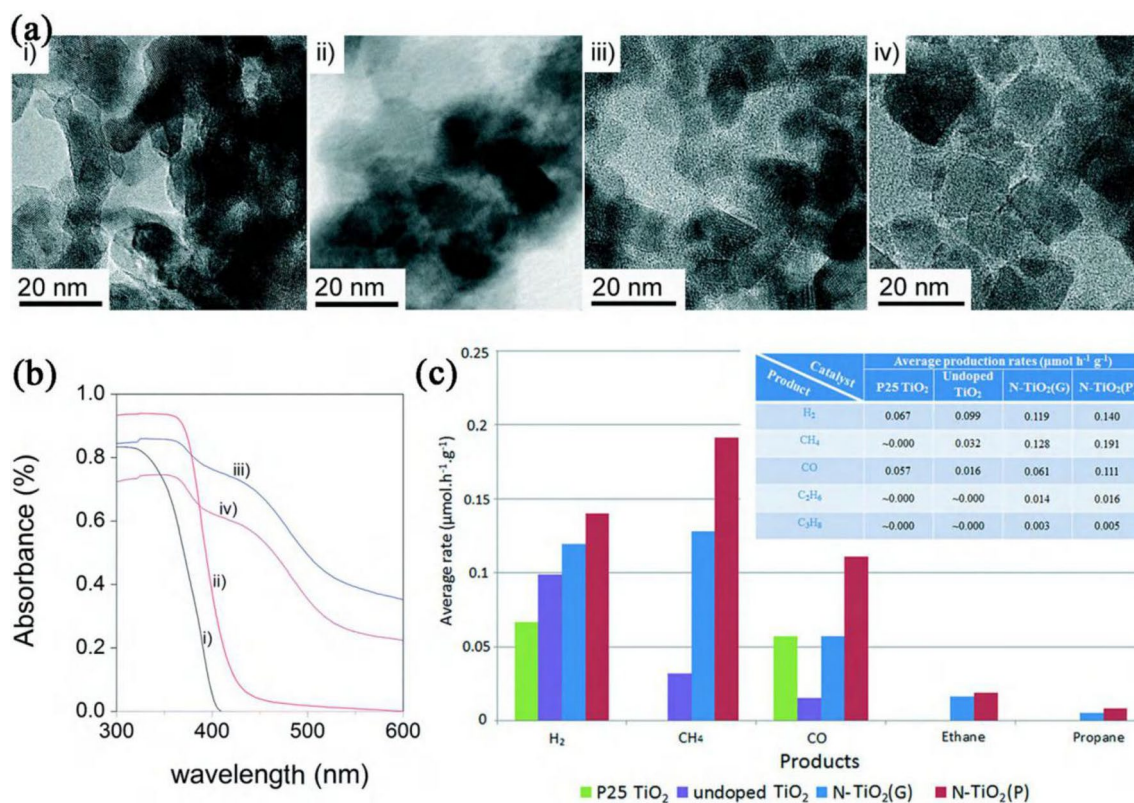 (a)
i)
ii)
iii)
iv)
20 nm
20 nm
20 nm
20 nm
(b)
Absorbance (%)
1.0
0.8
0.6
0.4
0.2
0.0
iii)
iv)
ii)
i)
300 400 500 600
wavelength (nm)
(c)
Average rate (μmol.h⁻¹.g⁻¹)
0.25
0.2
0.15
0.1
0.05
0
Catalyst
Product
Average production rates (μmol h⁻¹ g⁻¹)
P25 TiO₂ Undoped TiO₂ N-TiO₂(G) N-TiO₂(P
H₂ 0.067 0.099 0.119 0.140
CH₄ ~0.000 0.032 0.128 0.191
CO 0.057 0.016 0.061 0.111
C₂H₆ ~0.000 ~0.000 0.014 0.016
C₃H₈ ~0.000 ~0.000 0.003 0.005
H₂ CH₄ CO Ethane Propane
Products
P25 TiO₂ undoped TiO₂ N-TiO₂(G) N-TiO₂(P)